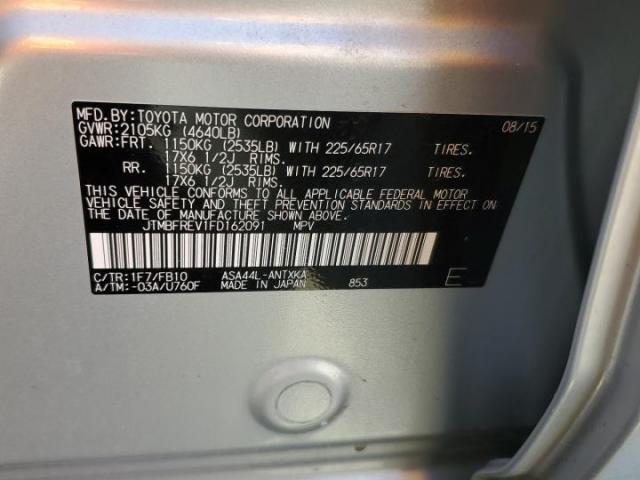 MFD.BY:TOYOTA MOTOR CORPORATION 08/15
GVWR:2105KG (4640LB)
GAWR:FRT. 1150KG (2535LB) WITH 225/65R17 TIRES.
17X6 1/2J RIMS.
RR. 1150KG (2535LB) WITH 225/65R17 TIRES.
17X6 1/2J RIMS.
THIS VEHICLE CONFORMS TO ALL APPLICABLE FEDERAL MOTOR
VEHICLE SAFETY AND THEFT PREVENTION STANDARDS IN EFFECT ON
THE DATE OF MANUFACTURE SHOWN ABOVE.
JTMBFREV1FD162091 MPV
C/TR:1F7/FB10 ASA44L-ANTXKA
A/TM:-03A/U760F MADE IN JAPAN 853 E